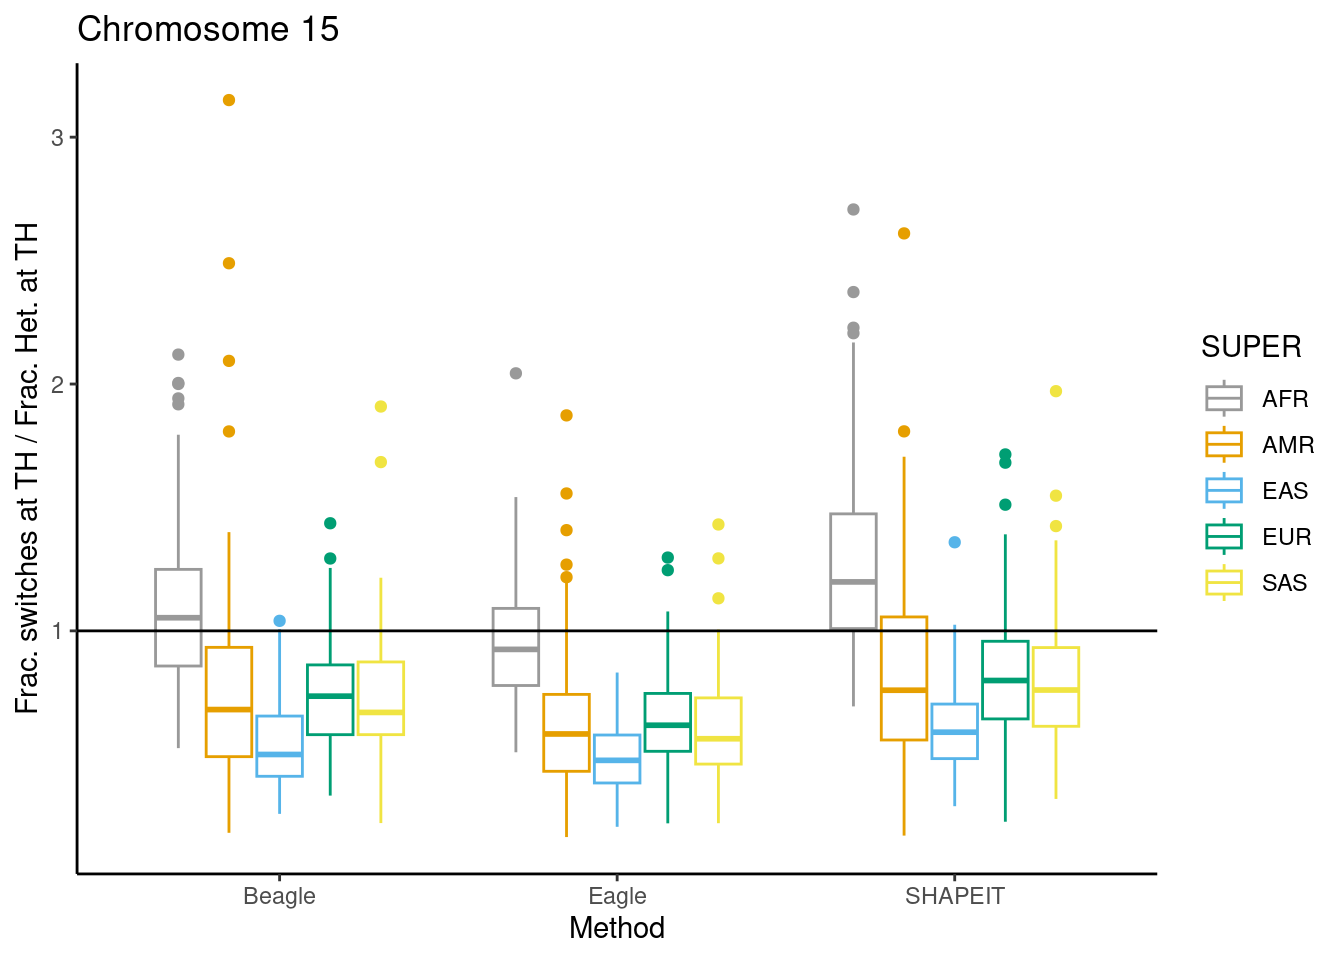 Chromosome 15
Frac. switches at TH / Frac. Het. at TH
3
2
1
Beagle
Eagle
SHAPEIT
Method
SUPER
AFR
AMR
EAS
EUR
SAS